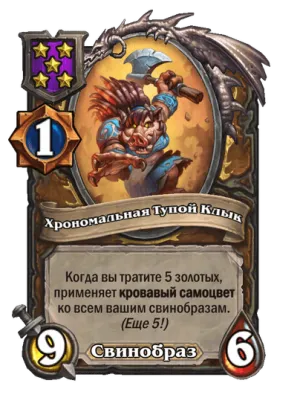 1
Хрономальная Тупой Клык
Когда вы тратите 5 золотых,
применяет кровавый самоцвет
ко всем вашим свинобразам.
(Еще 5!)
9
Свинобраз
6